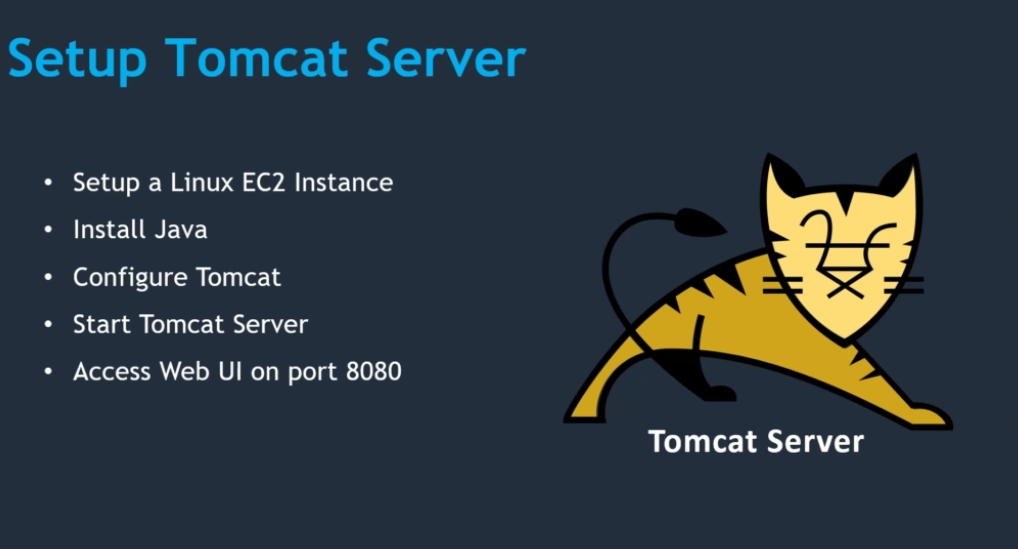 Setup Tomcat Server
• Setup a Linux EC2 Instance
• Install Java
• Configure Tomcat
• Start Tomcat Server
• Access Web UI on port 8080
Tomcat Server